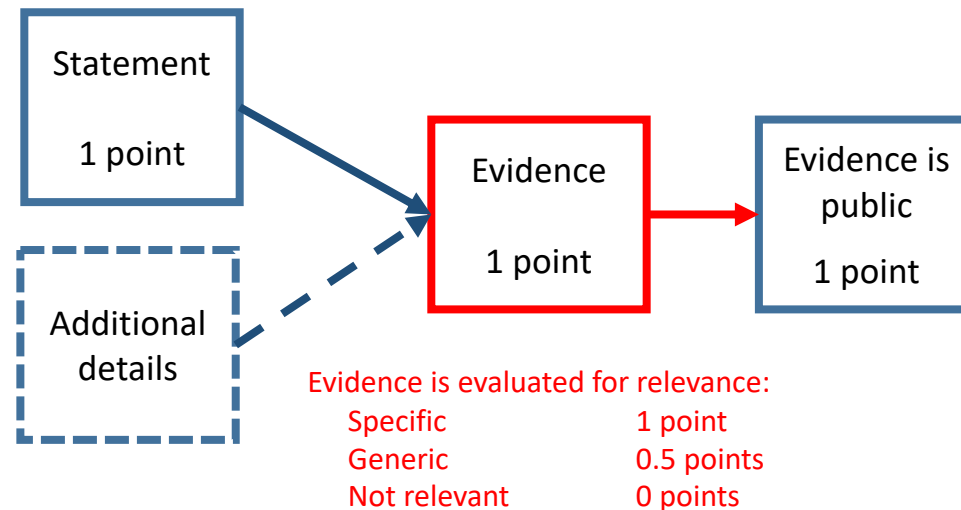 Statement
1 point
Additional
details
Evidence
1 point
Evidence is
public
1 point
Evidence is evaluated for relevance:
Specific 1 point
Generic 0.5 points
Not relevant 0 points